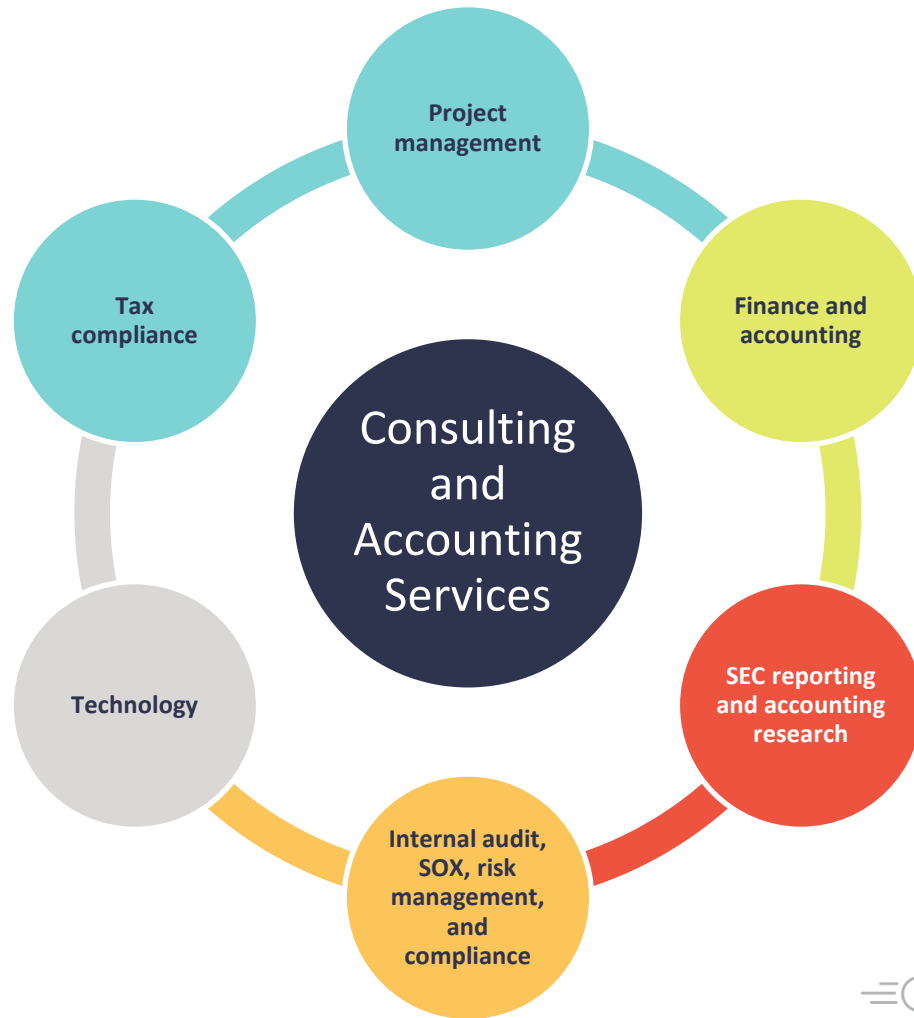 Project
management
Tax
compliance
Finance and
accounting
Consulting
and
Accounting
Services
Technology
SEC reporting
and accounting
research
Internal audit,
SOX, risk
management,
and
compliance